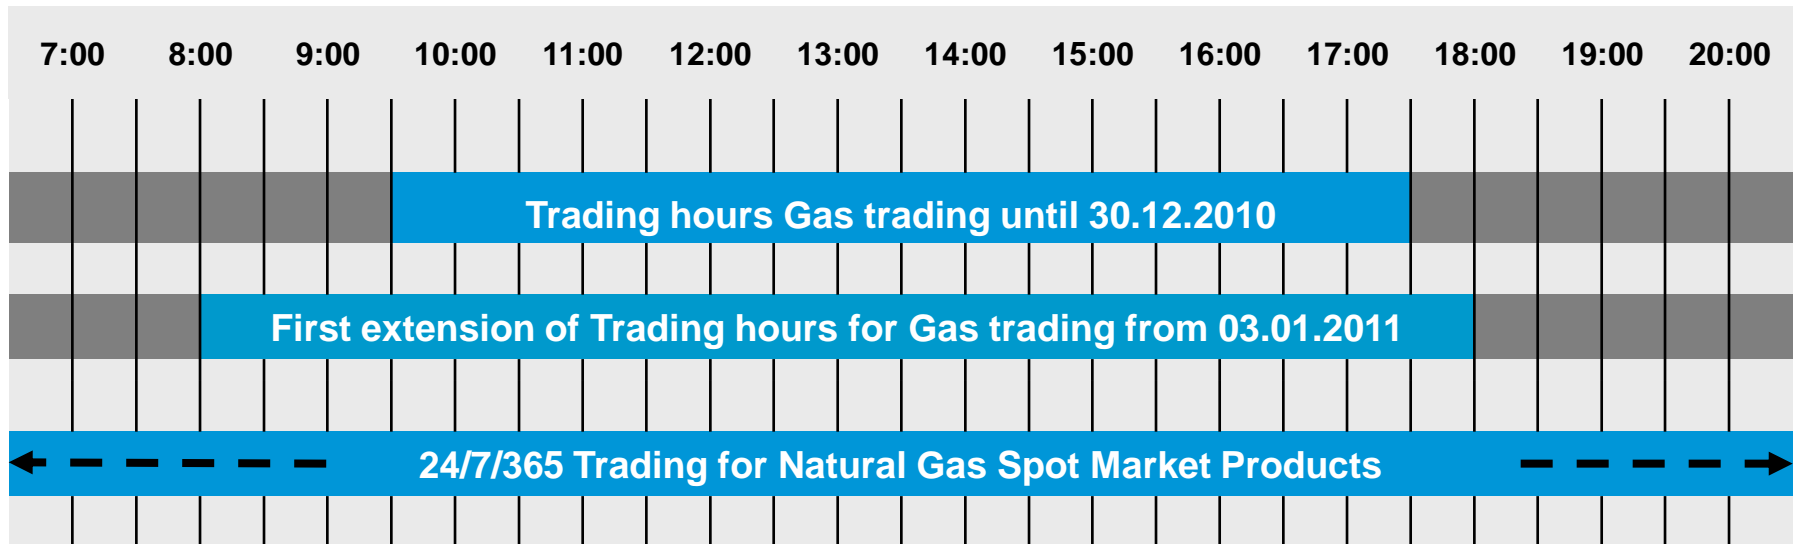 7:00 8:00 9:00 10:00 11:00 12:00 13:00 14:00 15:00 16:00 17:00 18:00 19:00 20:00
Trading hours Gas trading until 30.12.2010
First extension of Trading hours for Gas trading from 03.01.2011
24/7/365 Trading for Natural Gas Spot Market Products